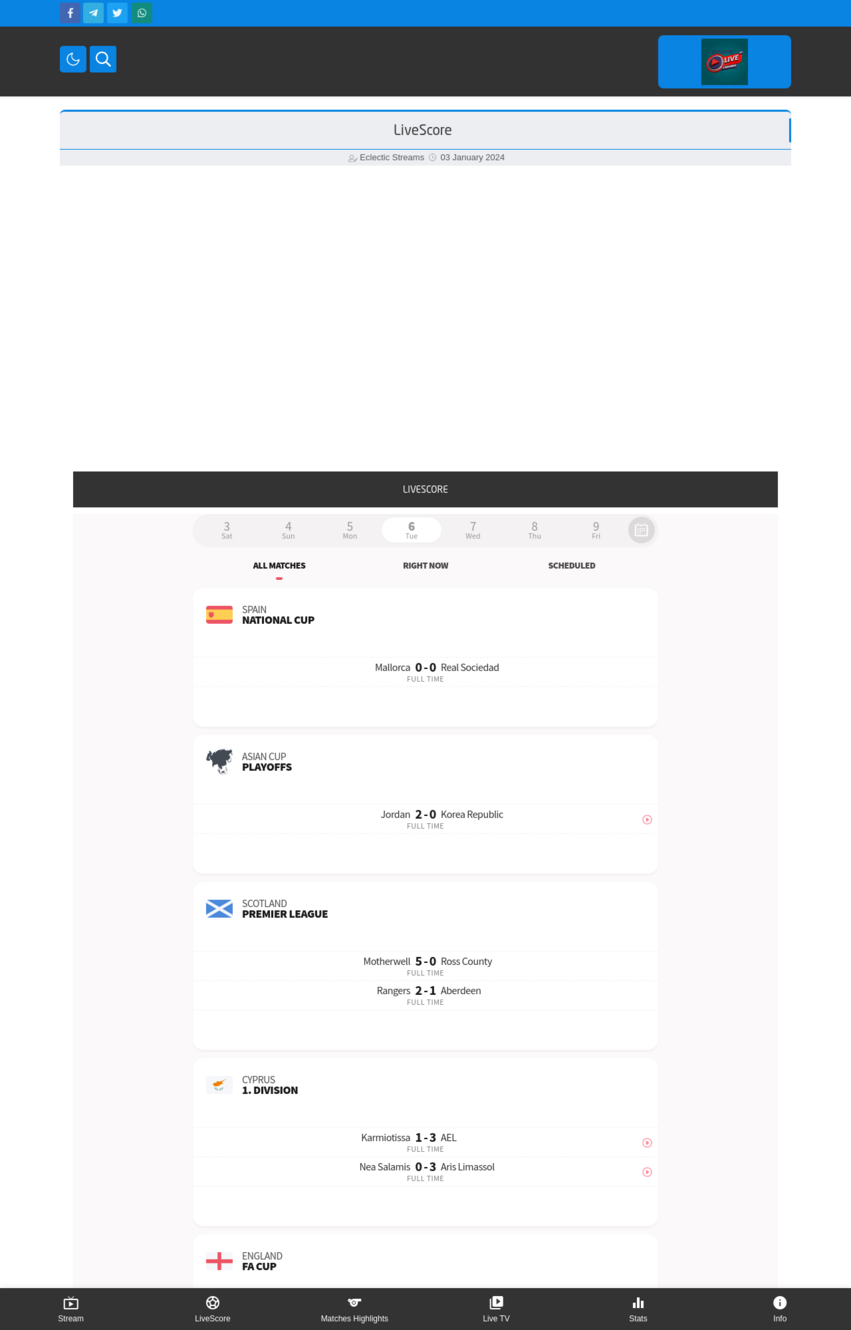 LIVE
LiveScore
Eclectic Streams 03 January 2024
LIVESCORE
3 4 5 6 7 8 9
Sat Sun Mon Tue Wed Thu Fri
ALL MATCHES RIGHT NOW SCHEDULED
SPAIN
NATIONAL CUP
Mallorca 0-0 Real Sociedad
FULL TIME
ASIAN CUP
PLAYOFFS
Jordan 2-0 Korea Republic
FULL TIME
SCOTLAND
PREMIER LEAGUE
Motherwell 5-0 Ross County
FULL TIME
Rangers 2-1 Aberdeen
FULL TIME
CYPRUS
1. DIVISION
Karmiotissa 1-3 AEL
FULL TIME
Nea Salamis 0-3 Aris Limassol
FULL TIME
ENGLAND
FA CUP
Stream LiveScore Matches Highlights Live TV Stats Info